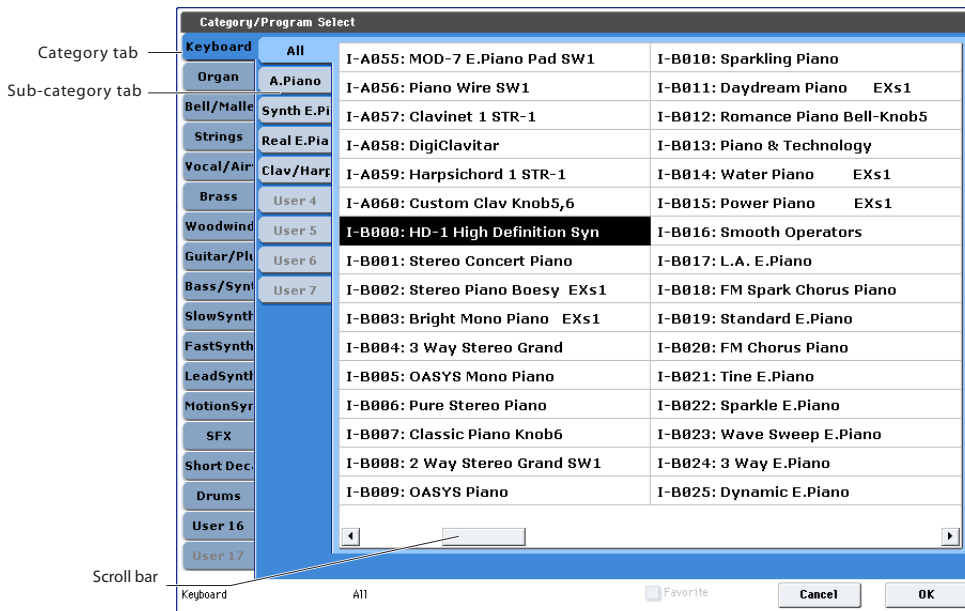 Category/Program Select
Category tab
Sub-category tab
Scroll bar
Keyboard
Organ
Bell/Malle
Strings
Vocal/Air
Brass
Woodwind
Guitar/Plu
Bass/Synt
SlowSynth
FastSynth
LeadSynth
MotionSyr
SFX
Short Dec.
Drums
User 16
User 17
All
A.Piano
Synth E.Pi
Real E.Pia
Clav/Harp
User 4
User 5
User 6
User 7
I-A055: MOD-7 E.Piano Pad SW1
I-A056: Piano Wire SW1
I-A057: Clavinet 1 STR-1
I-A058: DigiClavitar
I-A059: Harpsichord 1 STR-1
I-A060: Custom Clav Knob5,6
I-B000: HD-1 High Definition Syn
I-B001: Stereo Concert Piano
I-B002: Stereo Piano Boesy EXs1
I-B003: Bright Mono Piano EXs1
I-B004: 3 Way Stereo Grand
I-B005: OASYS Mono Piano
I-B006: Pure Stereo Piano
I-B007: Classic Piano Knob6
I-B008: 2 Way Stereo Grand SW1
I-B009: OASYS Piano
I-B010: Sparkling Piano
I-B011: Daydream Piano EXs1
I-B012: Romance Piano Bell-Knob5
I-B013: Piano & Technology
I-B014: Water Piano EXs1
I-B015: Power Piano EXs1
I-B016: Smooth Operators
I-B017: L.A. E.Piano
I-B018: FM Spark Chorus Piano
I-B019: Standard E.Piano
I-B020: FM Chorus Piano
I-B021: Tine E.Piano
I-B022: Sparkle E.Piano
I-B023: Wave Sweep E.Piano
I-B024: 3 Way E.Piano
I-B025: Dynamic E.Piano
Keyboard
All
Favorite
Cancel
OK